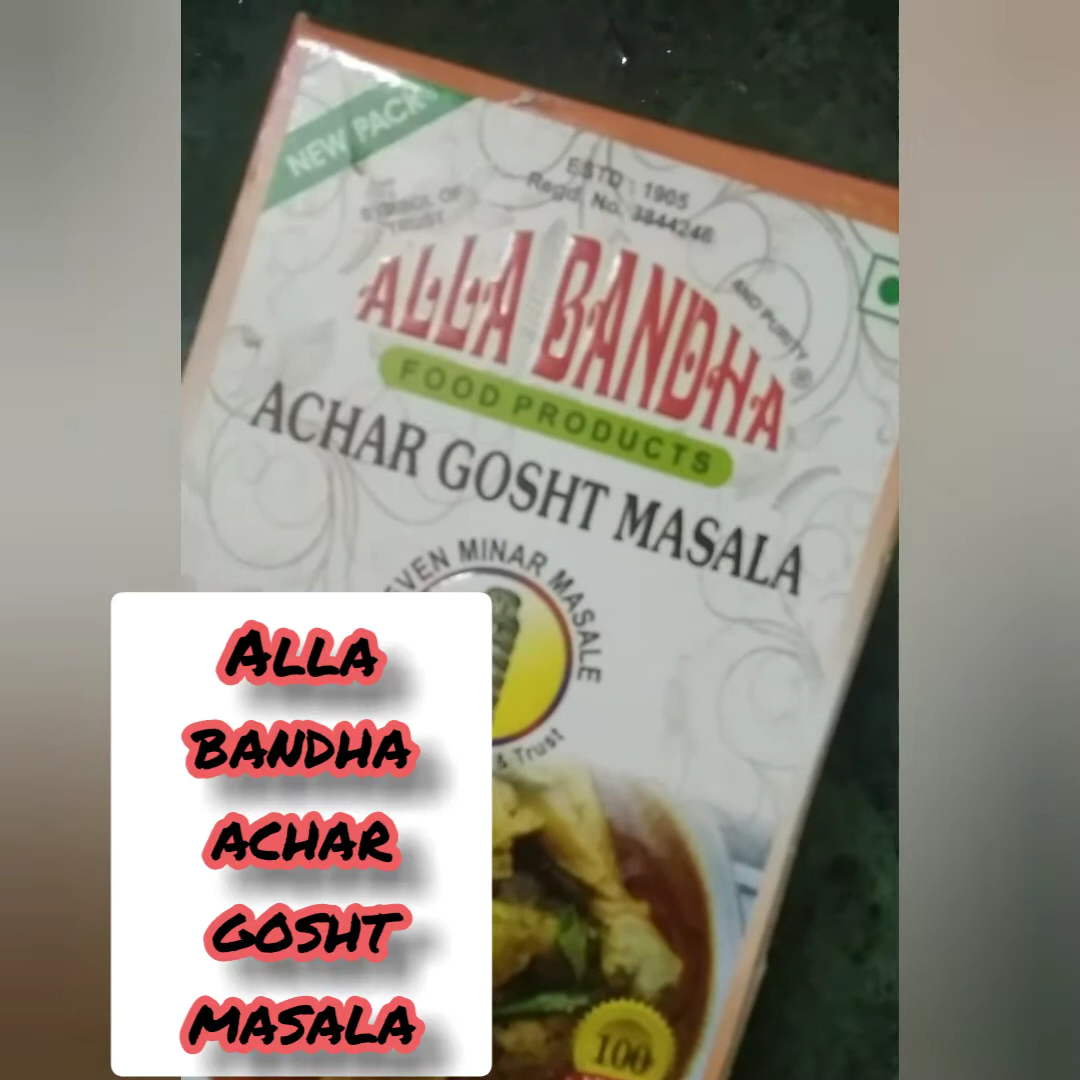 NEW PACK
ESTD : 1905
Regd. No. 3844246
SYMBOL OF
TRUST
AND PURITY
ALLA BANDHA
®
FOOD PRODUCTS
ACHAR GOSHT MASALA
MINAR MASALE
& Trust
100
ALLA
BANDHA
ACHAR
GOSHT
MASALA